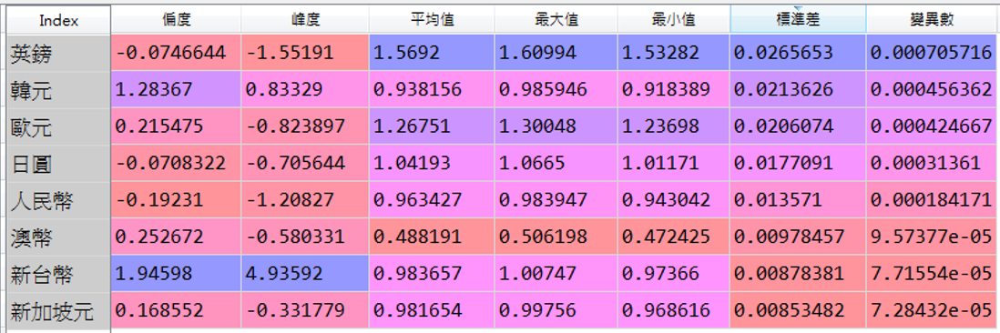 Index 偏度 峰度 平均值 最大值 最小值 標準差 變異數
英鎊 -0.0746644 -1.55191 1.5692 1.60994 1.53282 0.0265653 0.000705716
韓元 1.28367 0.83329 0.938156 0.985946 0.918389 0.0213626 0.000456362
歐元 0.215475 -0.823897 1.26751 1.30048 1.23698 0.0206074 0.000424667
日圓 -0.0708322 -0.705644 1.04193 1.0665 1.01171 0.0177091 0.00031361
人民幣 -0.19231 -1.20827 0.963427 0.983947 0.943042 0.013571 0.000184171
澳幣 0.252672 -0.580331 0.488191 0.506198 0.472425 0.00978457 9.57377e-05
新台幣 1.94598 4.93592 0.983657 1.00747 0.97366 0.00878381 7.71554e-05
新加坡元 0.168552 -0.331779 0.981654 0.99756 0.968616 0.00853482 7.28432e-05